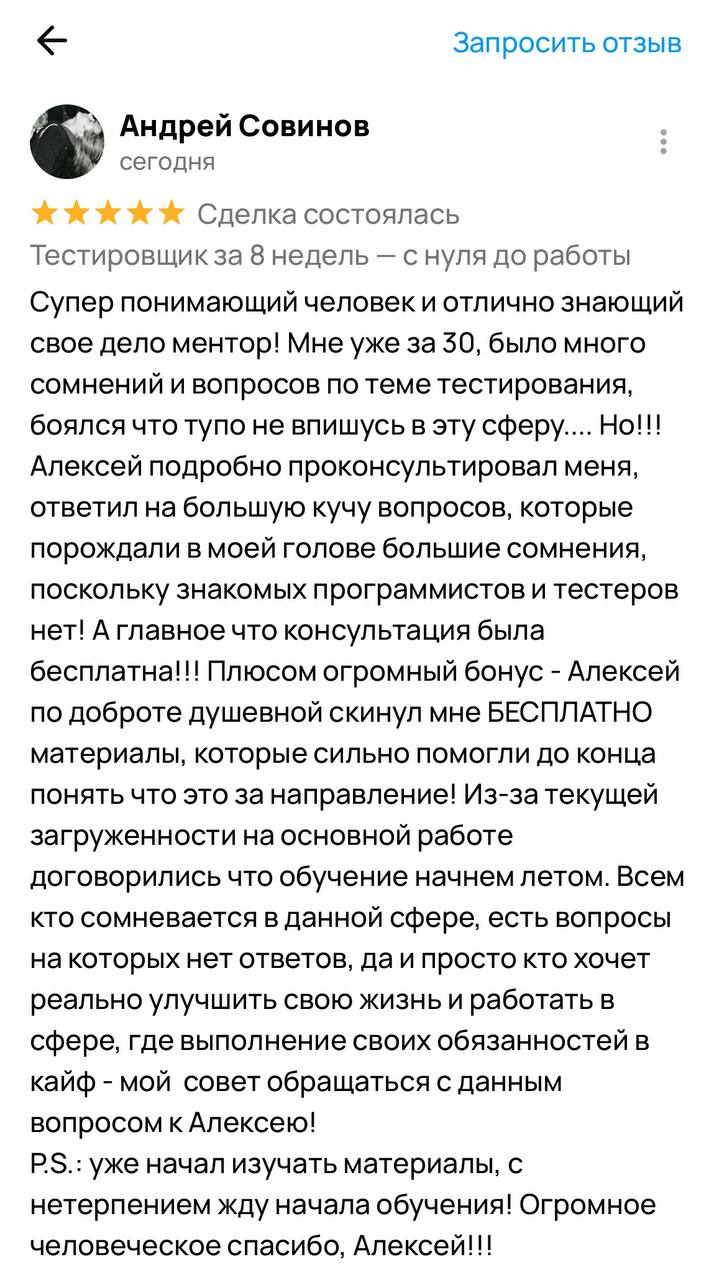 Запросить отзыв
Андрей Совинов
сегодня
Сделка состоялась
Тестировщик за 8 недель — с нуля до работы
Супер понимающий человек и отлично знающий
свое дело ментор! Мне уже за 30, было много
сомнений и вопросов по теме тестирования,
боялся что тупо не впишусь в эту сферу.... Но!!!
Алексей подробно проконсультировал меня,
ответил на большую кучу вопросов, которые
порождали в моей голове большие сомнения,
поскольку знакомых программистов и тестеров
нет! А главное что консультация была
бесплатна!!! Плюсом огромный бонус - Алексей
по доброте душевной скинул мне БЕСПЛАТНО
материалы, которые сильно помогли до конца
понять что это за направление! Из-за текущей
загруженности на основной работе
договорились что обучение начнем летом. Всем
кто сомневается в данной сфере, есть вопросы
на которых нет ответов, да и просто кто хочет
реально улучшить свою жизнь и работать в
сфере, где выполнение своих обязанностей в
кайф - мой  совет обращаться с данным
вопросом к Алексею!
P.S.: уже начал изучать материалы, с
нетерпением жду начала обучения! Огромное
человеческое спасибо, Алексей!!!